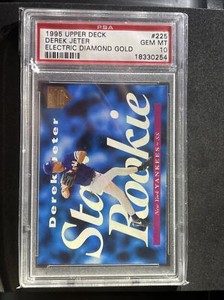 PSA
1995 UPPER DECK
DEREK JETER
ELECTRIC DIAMOND GOLD
#225
GEM MT
10
18330254
Derek Jeter
Star Rookie
New York YANKEES • SS